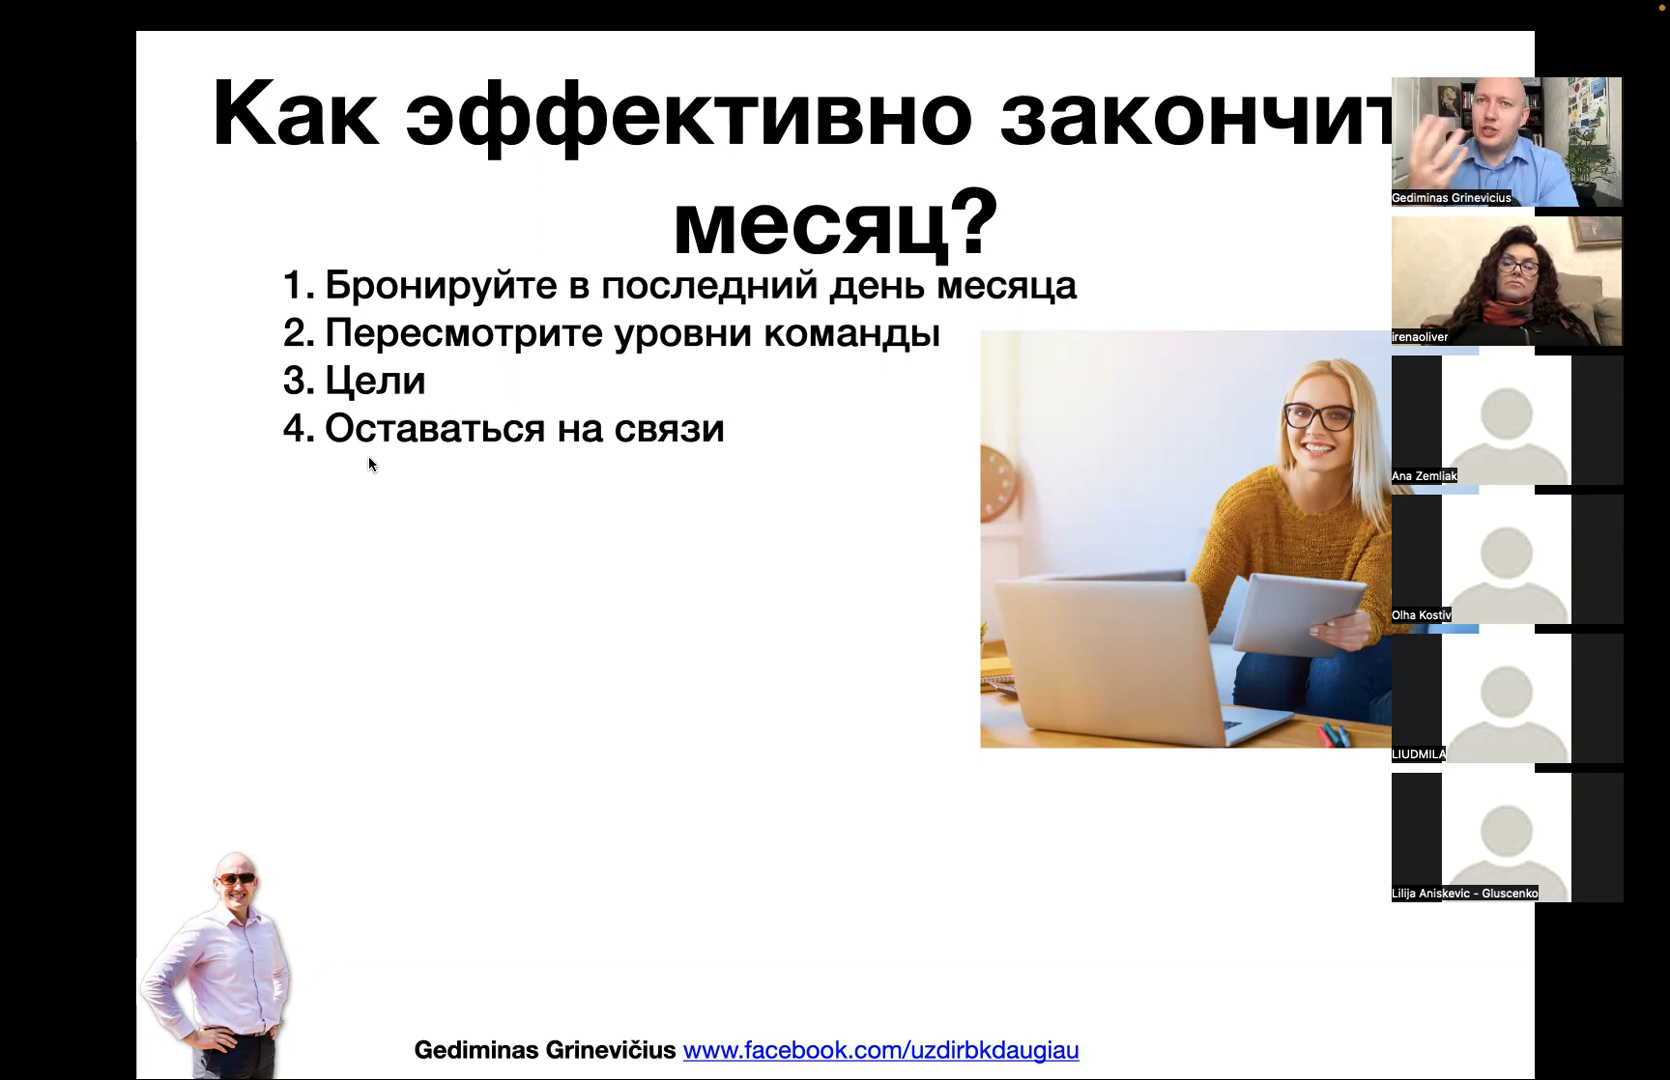 Как эффективно закончит
месяц?
1. Бронируйте в последний день месяца
2. Пересмотрите уровни команды
3. Цели
4. Оставаться на связи
Gediminas Grinevičius www.facebook.com/uzdirbkdaugiau
Gediminas Grinevicius
irenaoliver
Ana Zemliak
Olha Kostiv
LIUDMILA
Lilija Aniskevic - Gluscenko